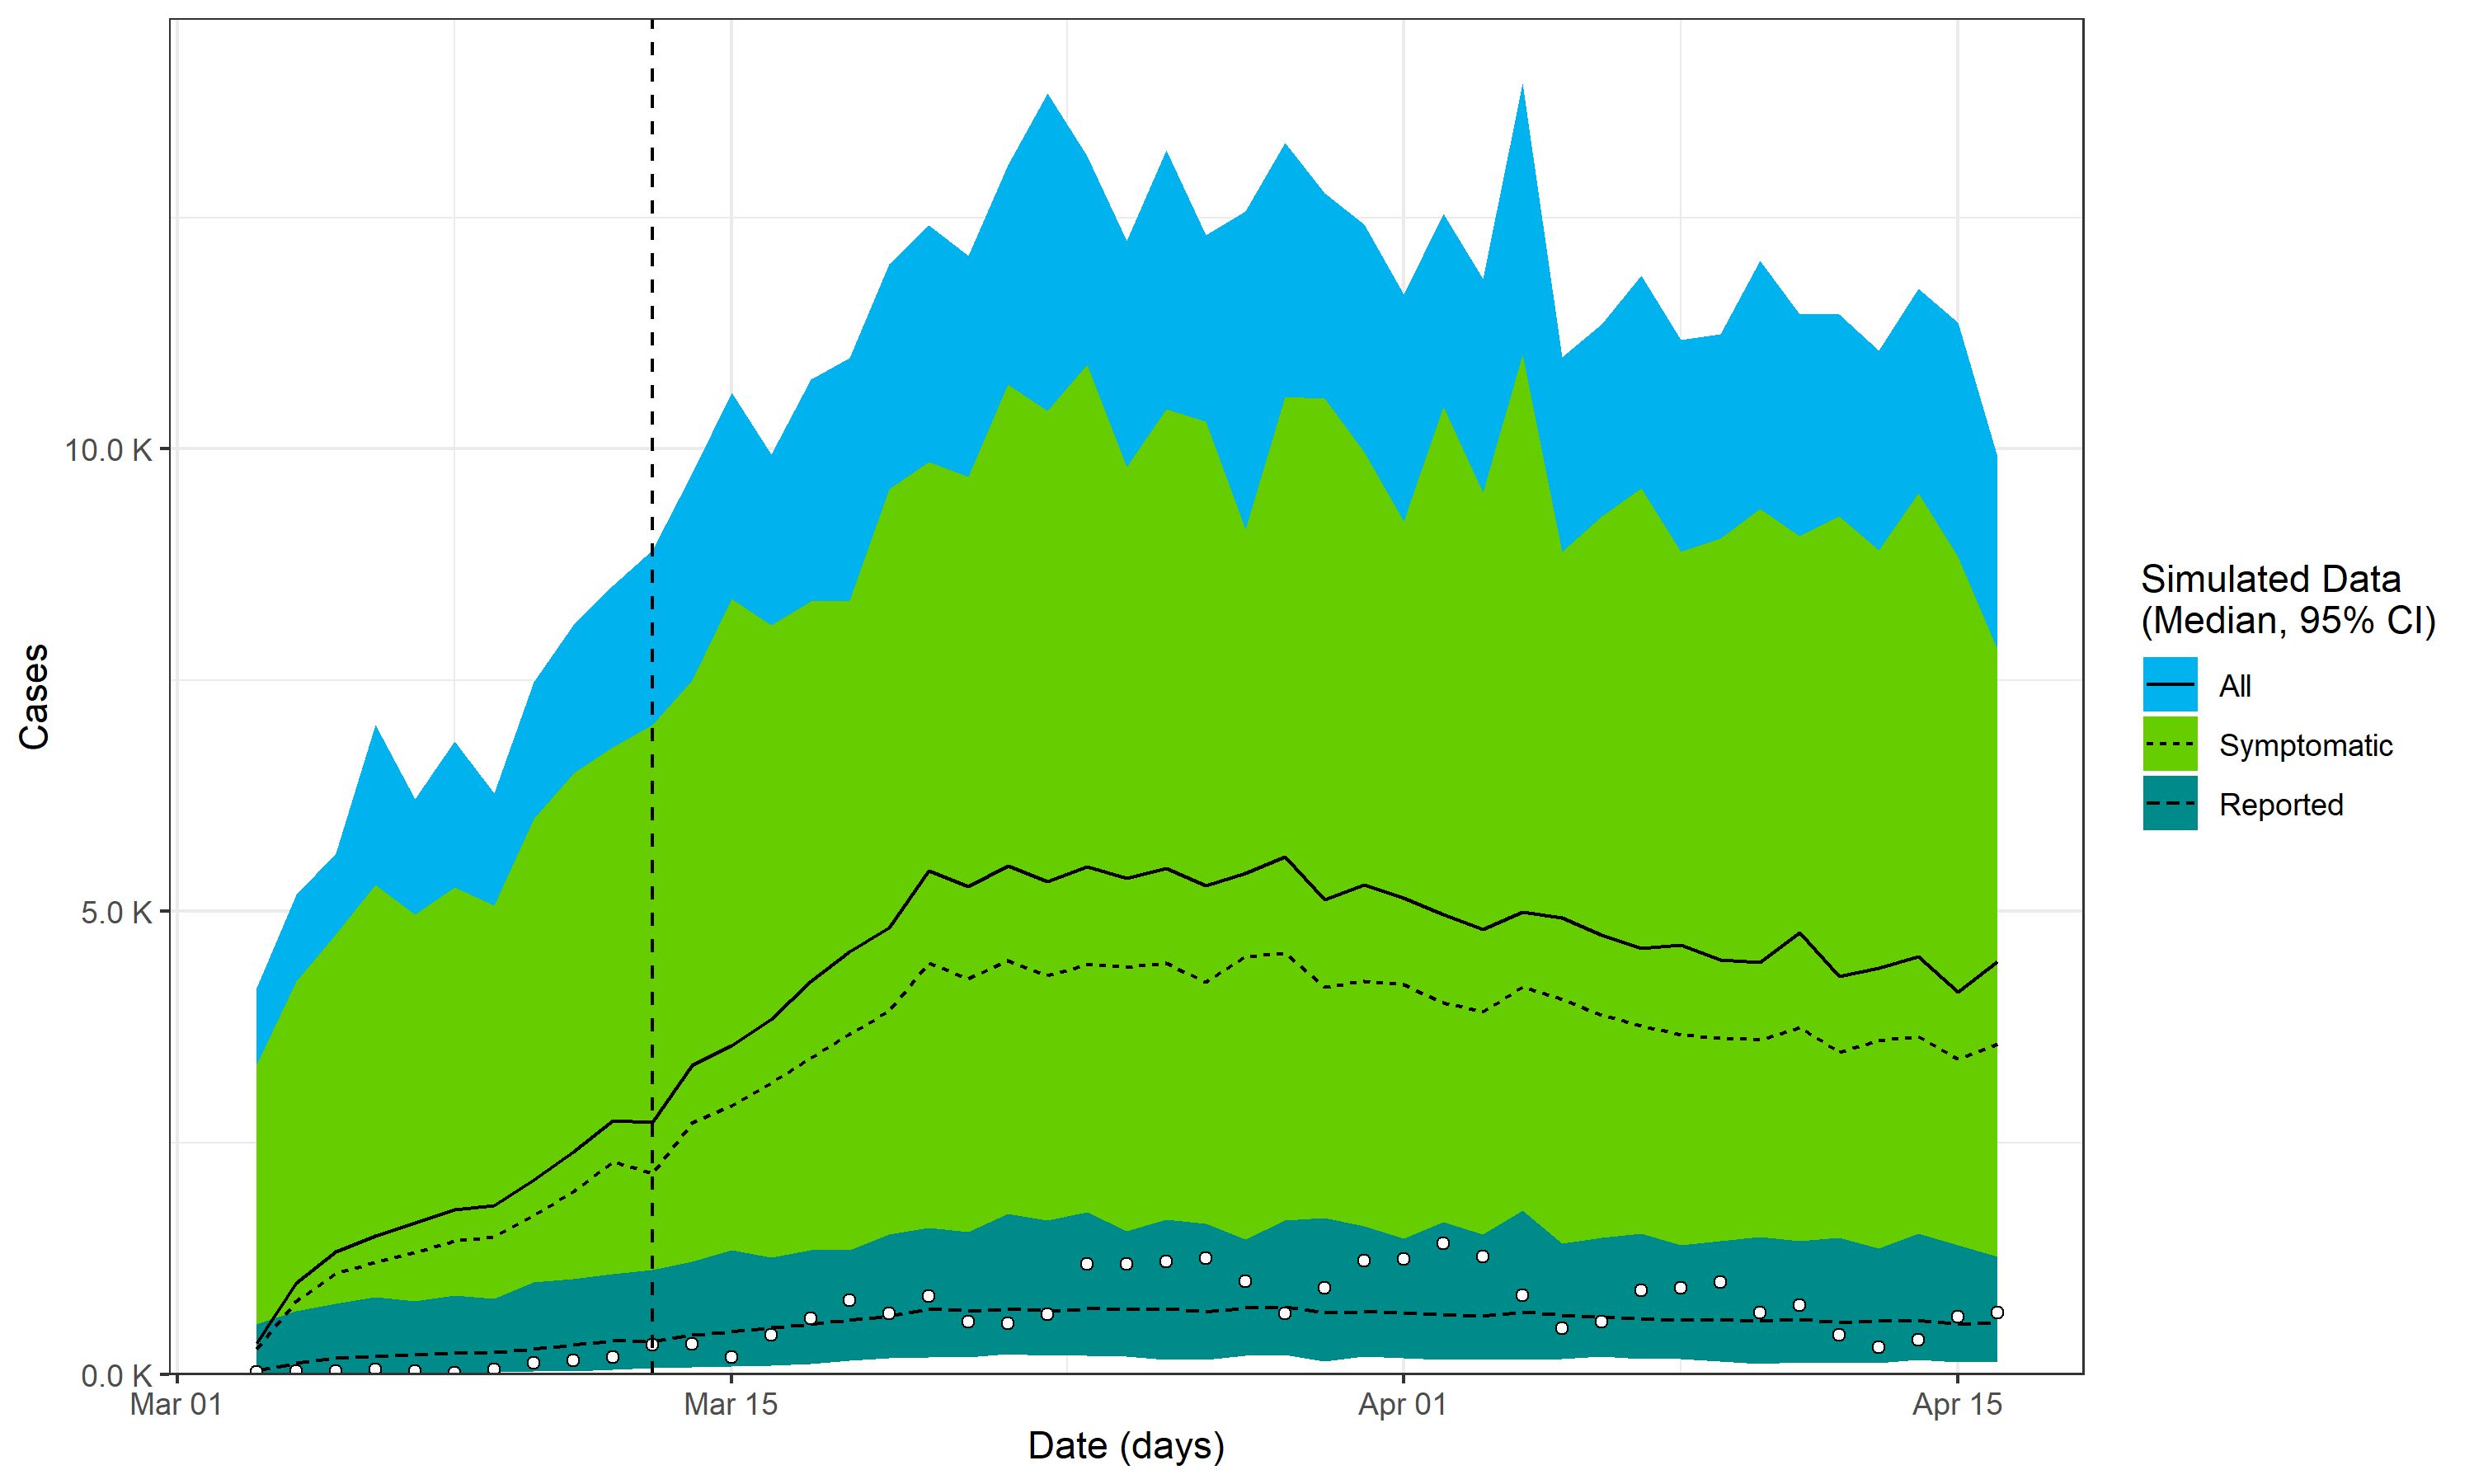 Cases
10.0 K
5.0 K
0.0 K
Mar 01
Mar 15
Apr 01
Apr 15
Date (days)
Simulated Data
(Median, 95% CI)
All
Symptomatic
Reported